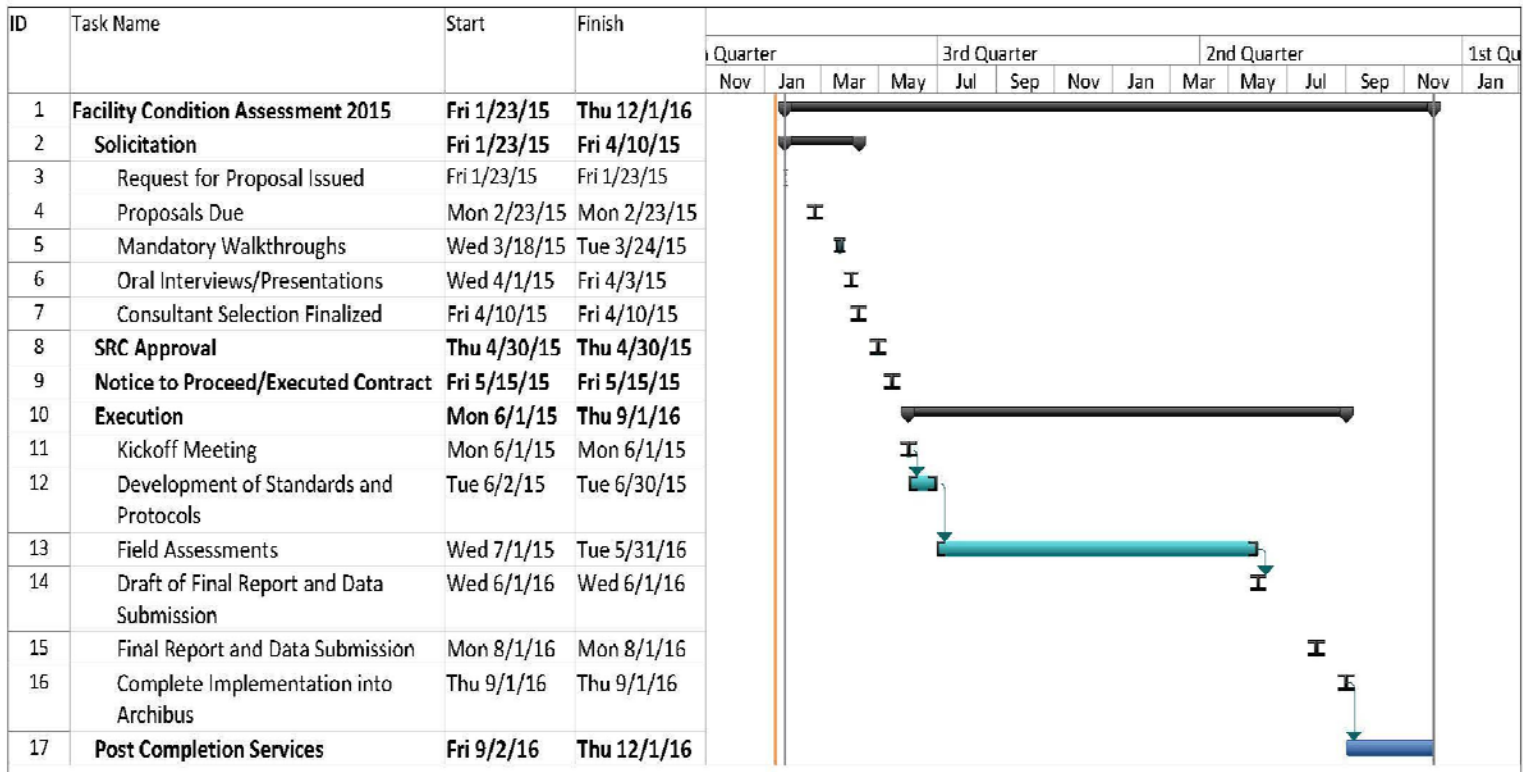 ID Task Name Start Finish
Quarter 3rd Quarter 2nd Quarter 1st Qu
Nov Jan Mar May Jul Sep Nov Jan Mar May Jul Sep Nov Jan
1 Facility Condition Assessment 2015 Fri 1/23/15 Thu 12/1/16
2 Solicitation Fri 1/23/15 Fri 4/10/15
3 Request for Proposal Issued Fri 1/23/15 Fri 1/23/15
4 Proposals Due Mon 2/23/15 Mon 2/23/15
5 Mandatory Walkthroughs Wed 3/18/15 Tue 3/24/15
6 Oral Interviews/Presentations Wed 4/1/15 Fri 4/3/15
7 Consultant Selection Finalized Fri 4/10/15 Fri 4/10/15
8 SRC Approval Thu 4/30/15 Thu 4/30/15
9 Notice to Proceed/Executed Contract Fri 5/15/15 Fri 5/15/15
10 Execution Mon 6/1/15 Thu 9/1/16
11 Kickoff Meeting Mon 6/1/15 Mon 6/1/15
12 Development of Standards and Tue 6/2/15 Tue 6/30/15
Protocols
13 Field Assessments Wed 7/1/15 Tue 5/31/16
14 Draft of Final Report and Data Wed 6/1/16 Wed 6/1/16
Submission
15 Final Report and Data Submission Mon 8/1/16 Mon 8/1/16
16 Complete Implementation into Thu 9/1/16 Thu 9/1/16
Archibus
17 Post Completion Services Fri 9/2/16 Thu 12/1/16